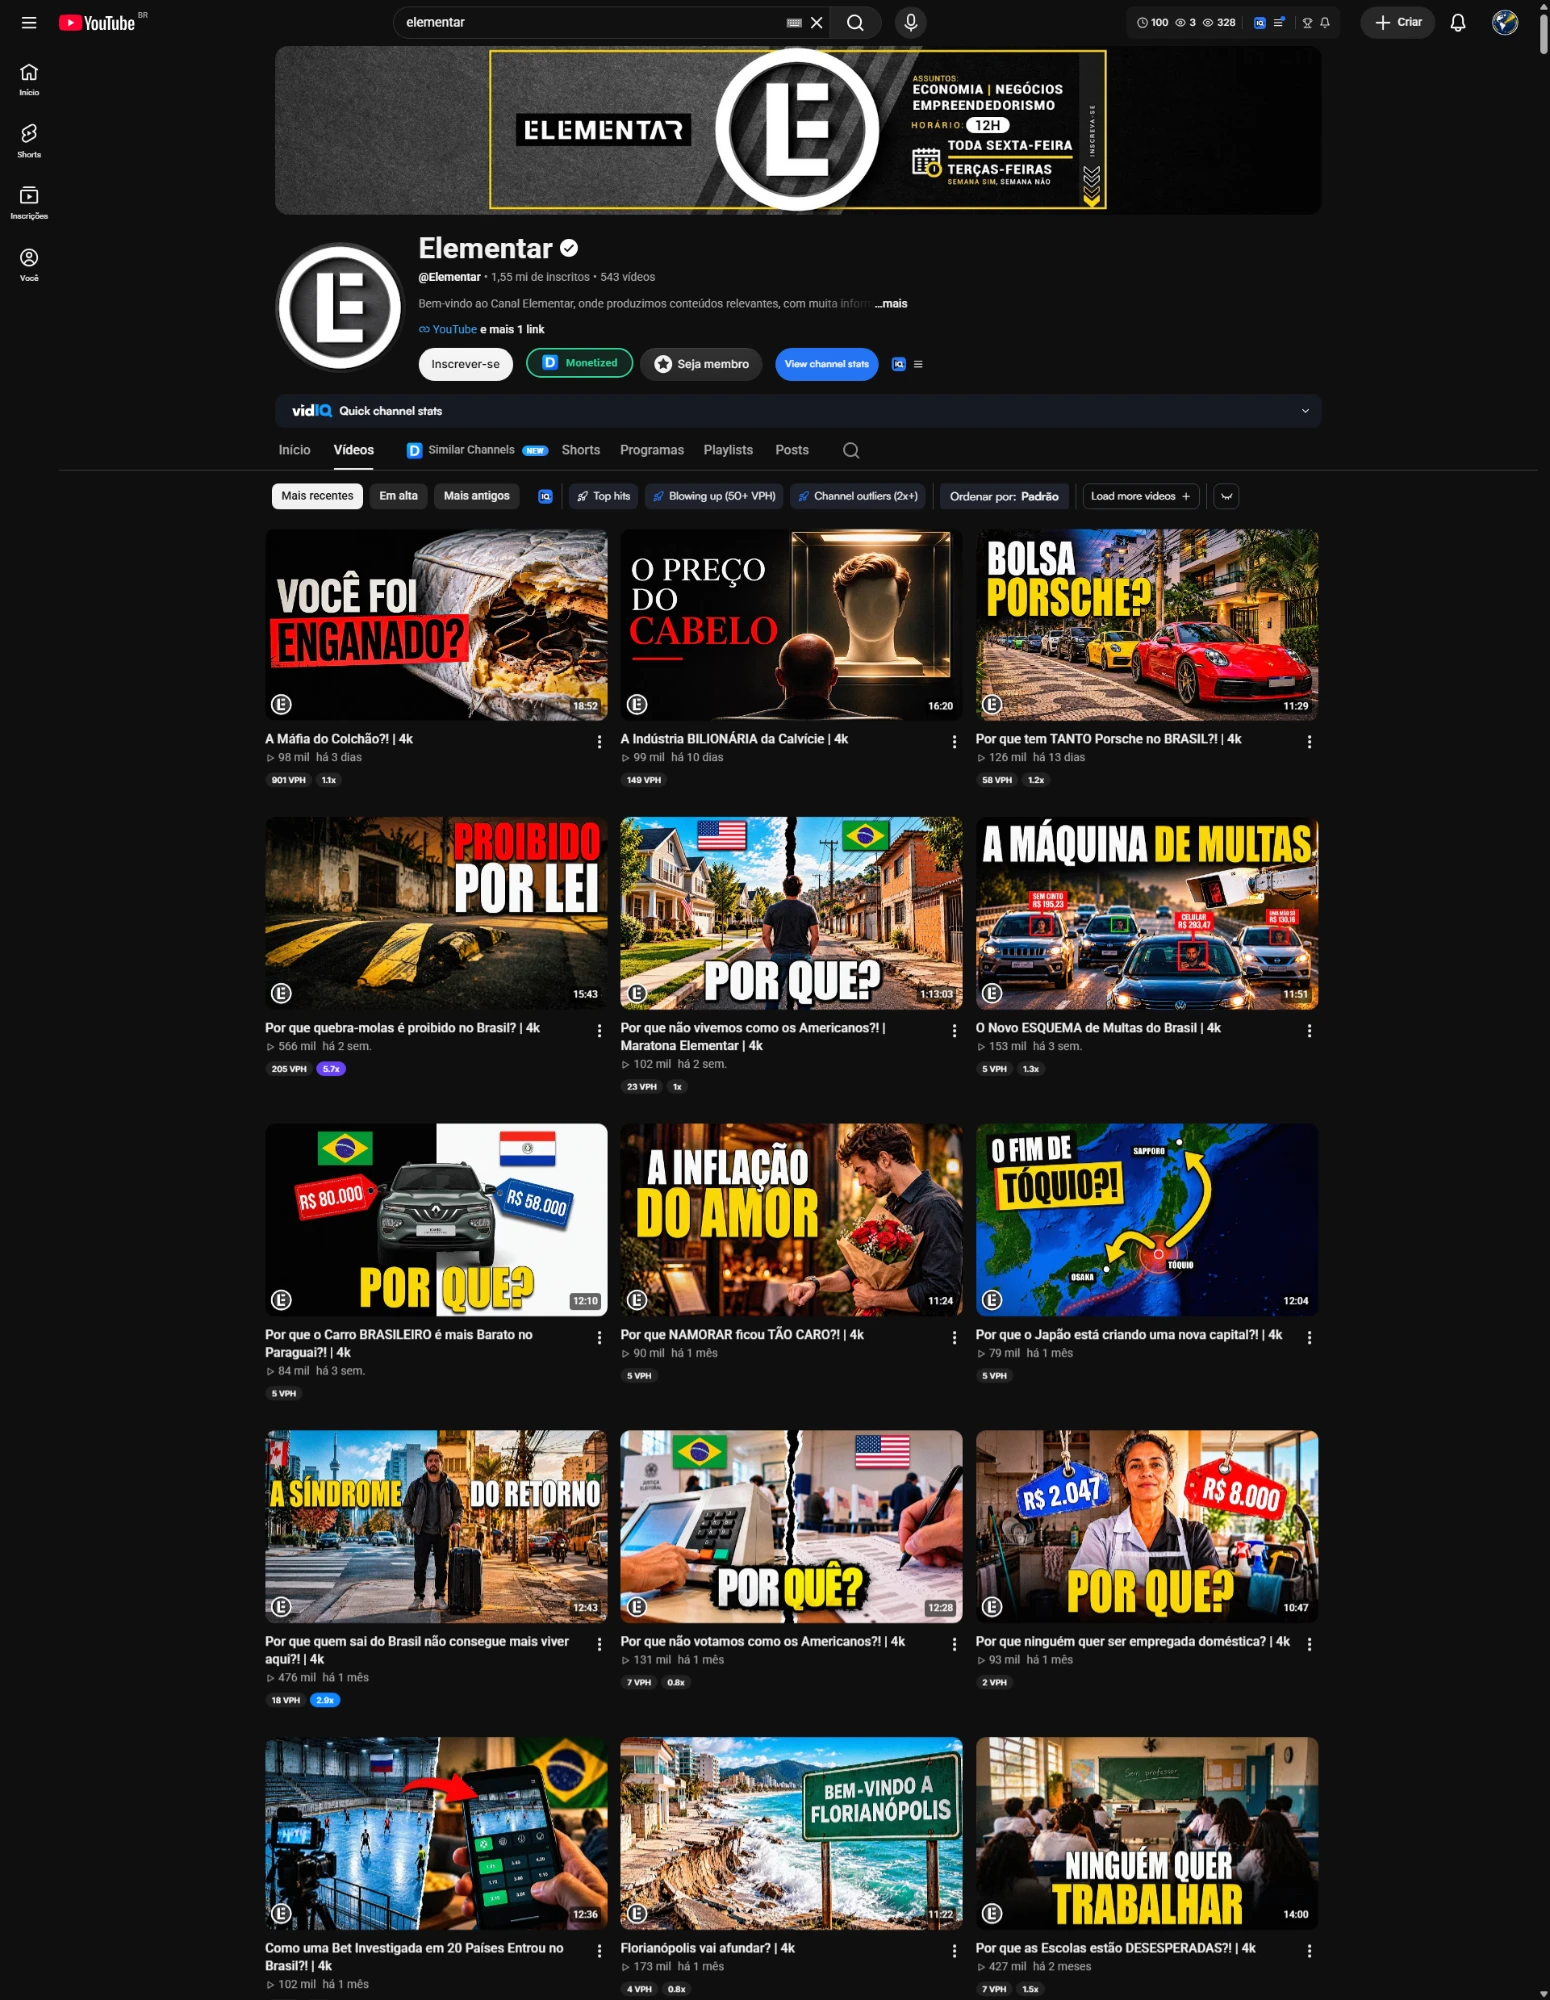 YouTube BR
elementar
100 3 328
Criar
Início
Shorts
Inscrições
Você
ELEMENTAR
ASSUNTOS:
ECONOMIA | NEGÓCIOS
EMPREENDEDORISMO
HORÁRIO: 12H
TODA SEXTA-FEIRA
TERÇAS-FEIRAS
SEMANA SIM, SEMANA NÃO
INSCREVA-SE
Elementar
@Elementar • 1,55 mi de inscritos • 543 vídeos
Bem-vindo ao Canal Elementar, onde produzimos conteúdos relevantes, com muita inform ...mais
YouTube e mais 1 link
Inscrever-se
D Monetized
Seja membro
View channel stats
vidIQ Quick channel stats
Início Vídeos D Similar Channels NEW Shorts Programas Playlists Posts
Mais recentes Em alta Mais antigos Top hits Blowing up (50+ VPH) Channel outliers (2x+) Ordenar por: Padrão Load more videos +
VOCÊ FOI
ENGANADO?
18:52
A Máfia do Colchão?! | 4k
98 mil há 3 dias
901 VPH 1.1x
O PREÇO
DO
CABELO
16:20
A Indústria BILIONÁRIA da Calvície | 4k
99 mil há 10 dias
149 VPH
BOLSA
PORSCHE?
11:29
Por que tem TANTO Porsche no BRASIL?! | 4k
126 mil há 13 dias
58 VPH 1.2x
PROIBIDO
POR LEI
15:43
Por que quebra-molas é proibido no Brasil? | 4k
566 mil há 2 sem.
205 VPH 5.7x
POR QUE?
1:13:03
Por que não vivemos como os Americanos?! |
Maratona Elementar | 4k
102 mil há 2 sem.
23 VPH 1x
A MÁQUINA DE MULTAS
SEM CINTO
R$ 195,23
CELULAR
R$ 293,47
R$ 130,16
11:51
O Novo ESQUEMA de Multas do Brasil | 4k
153 mil há 3 sem.
5 VPH 1.3x
R$ 80.000
R$ 58.000
POR QUE?
12:10
Por que o Carro BRASILEIRO é mais Barato no
Paraguai?! | 4k
84 mil há 3 sem.
5 VPH
A INFLAÇÃO
DO AMOR
11:24
Por que NAMORAR ficou TÃO CARO?! | 4k
90 mil há 1 mês
5 VPH
O FIM DE
TÓQUIO?!
SAPPORO
OSAKA
TÓQUIO
12:04
Por que o Japão está criando uma nova capital?! | 4k
79 mil há 1 mês
5 VPH
A SÍNDROME DO RETORNO
12:43
Por que quem sai do Brasil não consegue mais viver
aqui?! | 4k
476 mil há 1 mês
18 VPH 2.9x
JUSTIÇA
ELEITORAL
POR QUÊ?
12:28
Por que não votamos como os Americanos?! | 4k
131 mil há 1 mês
7 VPH 0.8x
R$ 2.047
R$ 8.000
POR QUE?
10:47
Por que ninguém quer ser empregada doméstica? | 4k
93 mil há 1 mês
2 VPH
12:36
Como uma Bet Investigada em 20 Países Entrou no
Brasil?! | 4k
102 mil há 1 mês
BEM-VINDO A
FLORIANÓPOLIS
11:22
Florianópolis vai afundar? | 4k
173 mil há 1 mês
4 VPH 0.8x
Sem professor
NINGUÉM QUER
TRABALHAR
14:00
Por que as Escolas estão DESESPERADAS?! | 4k
427 mil há 2 meses
7 VPH 1.5x